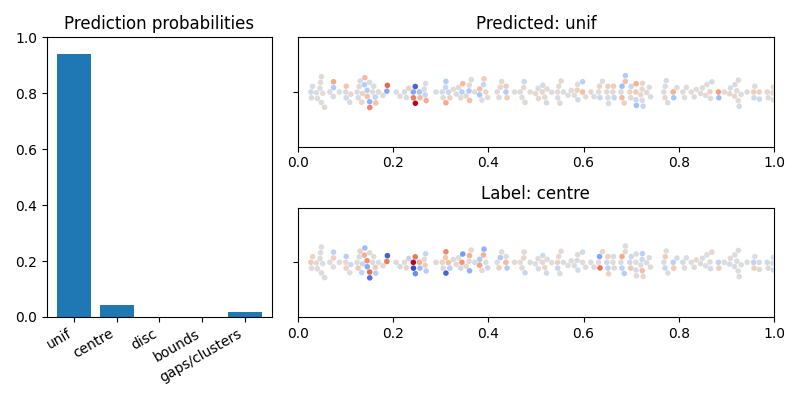 Prediction probabilities
1.0
0.8
0.6
0.4
0.2
0.0
unif
centre
disc
bounds
gaps/clusters
Predicted: unif
0.0 0.2 0.4 0.6 0.8 1.0
Label: centre
0.0 0.2 0.4 0.6 0.8 1.0